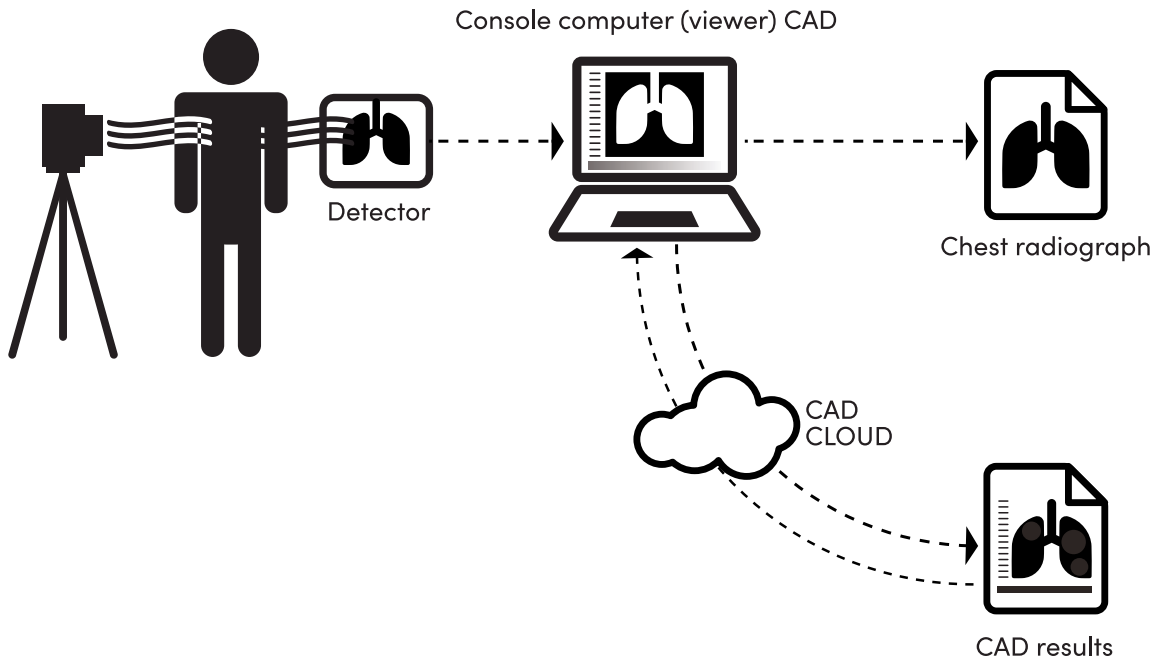 Console computer (viewer) CAD
Detector
Chest radiograph
CAD
CLOUD
CAD results